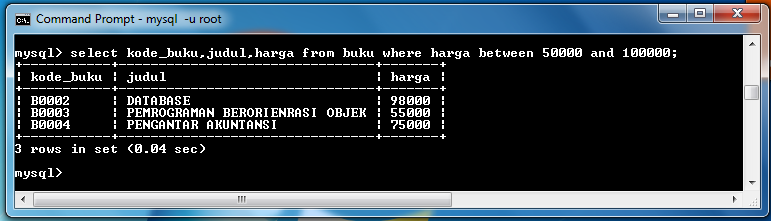 Command Prompt - mysql -u root
mysql> select kode_buku,judul,harga from buku where harga between 50000 and 100000;
+-----------+-----------------------------+-------+
| kode_buku | judul | harga |
+-----------+-----------------------------+-------+
| B0002 | DATABASE | 98000 |
| B0003 | PEMROGRAMAN BERORIENRASI OBJEK | 55000 |
| B0004 | PENGANTAR AKUNTANSI | 75000 |
+-----------+-----------------------------+-------+
3 rows in set (0.04 sec)
mysql>